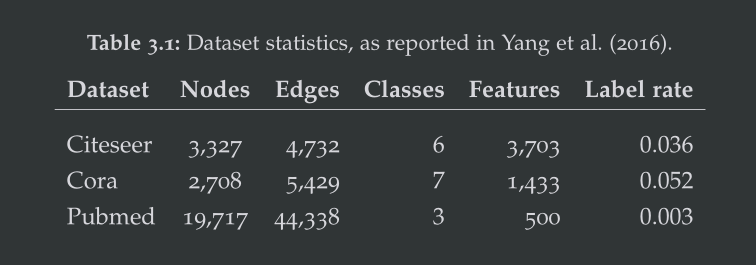 Table 3.1: Dataset statistics, as reported in Yang et al. (2016).
Dataset Nodes Edges Classes Features Label rate
Citeseer 3,327 4,732 6 3,703 0.036
Cora 2,708 5,429 7 1,433 0.052
Pubmed 19,717 44,338 3 500 0.003